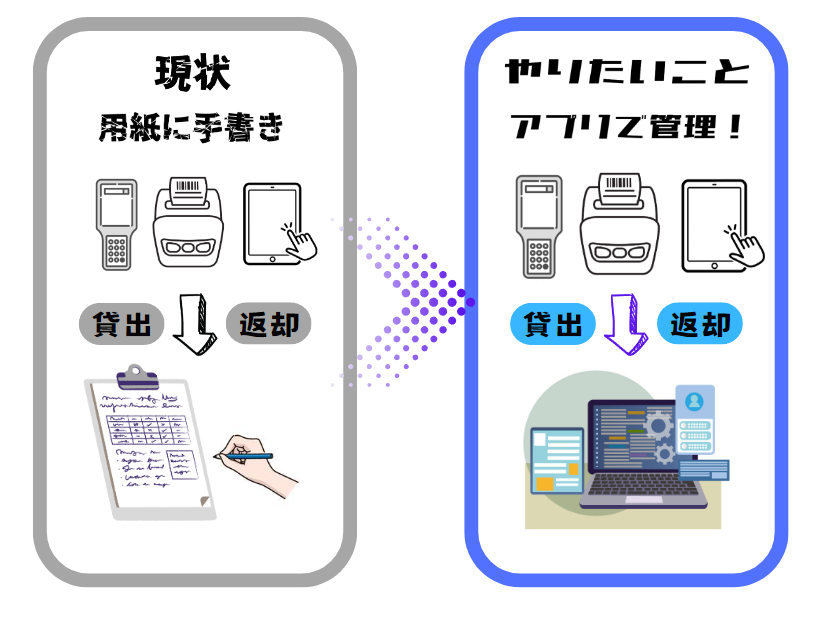 現状
用紙に手書き
貸出
返却
やりたいこと
アプリで管理！
貸出
返却